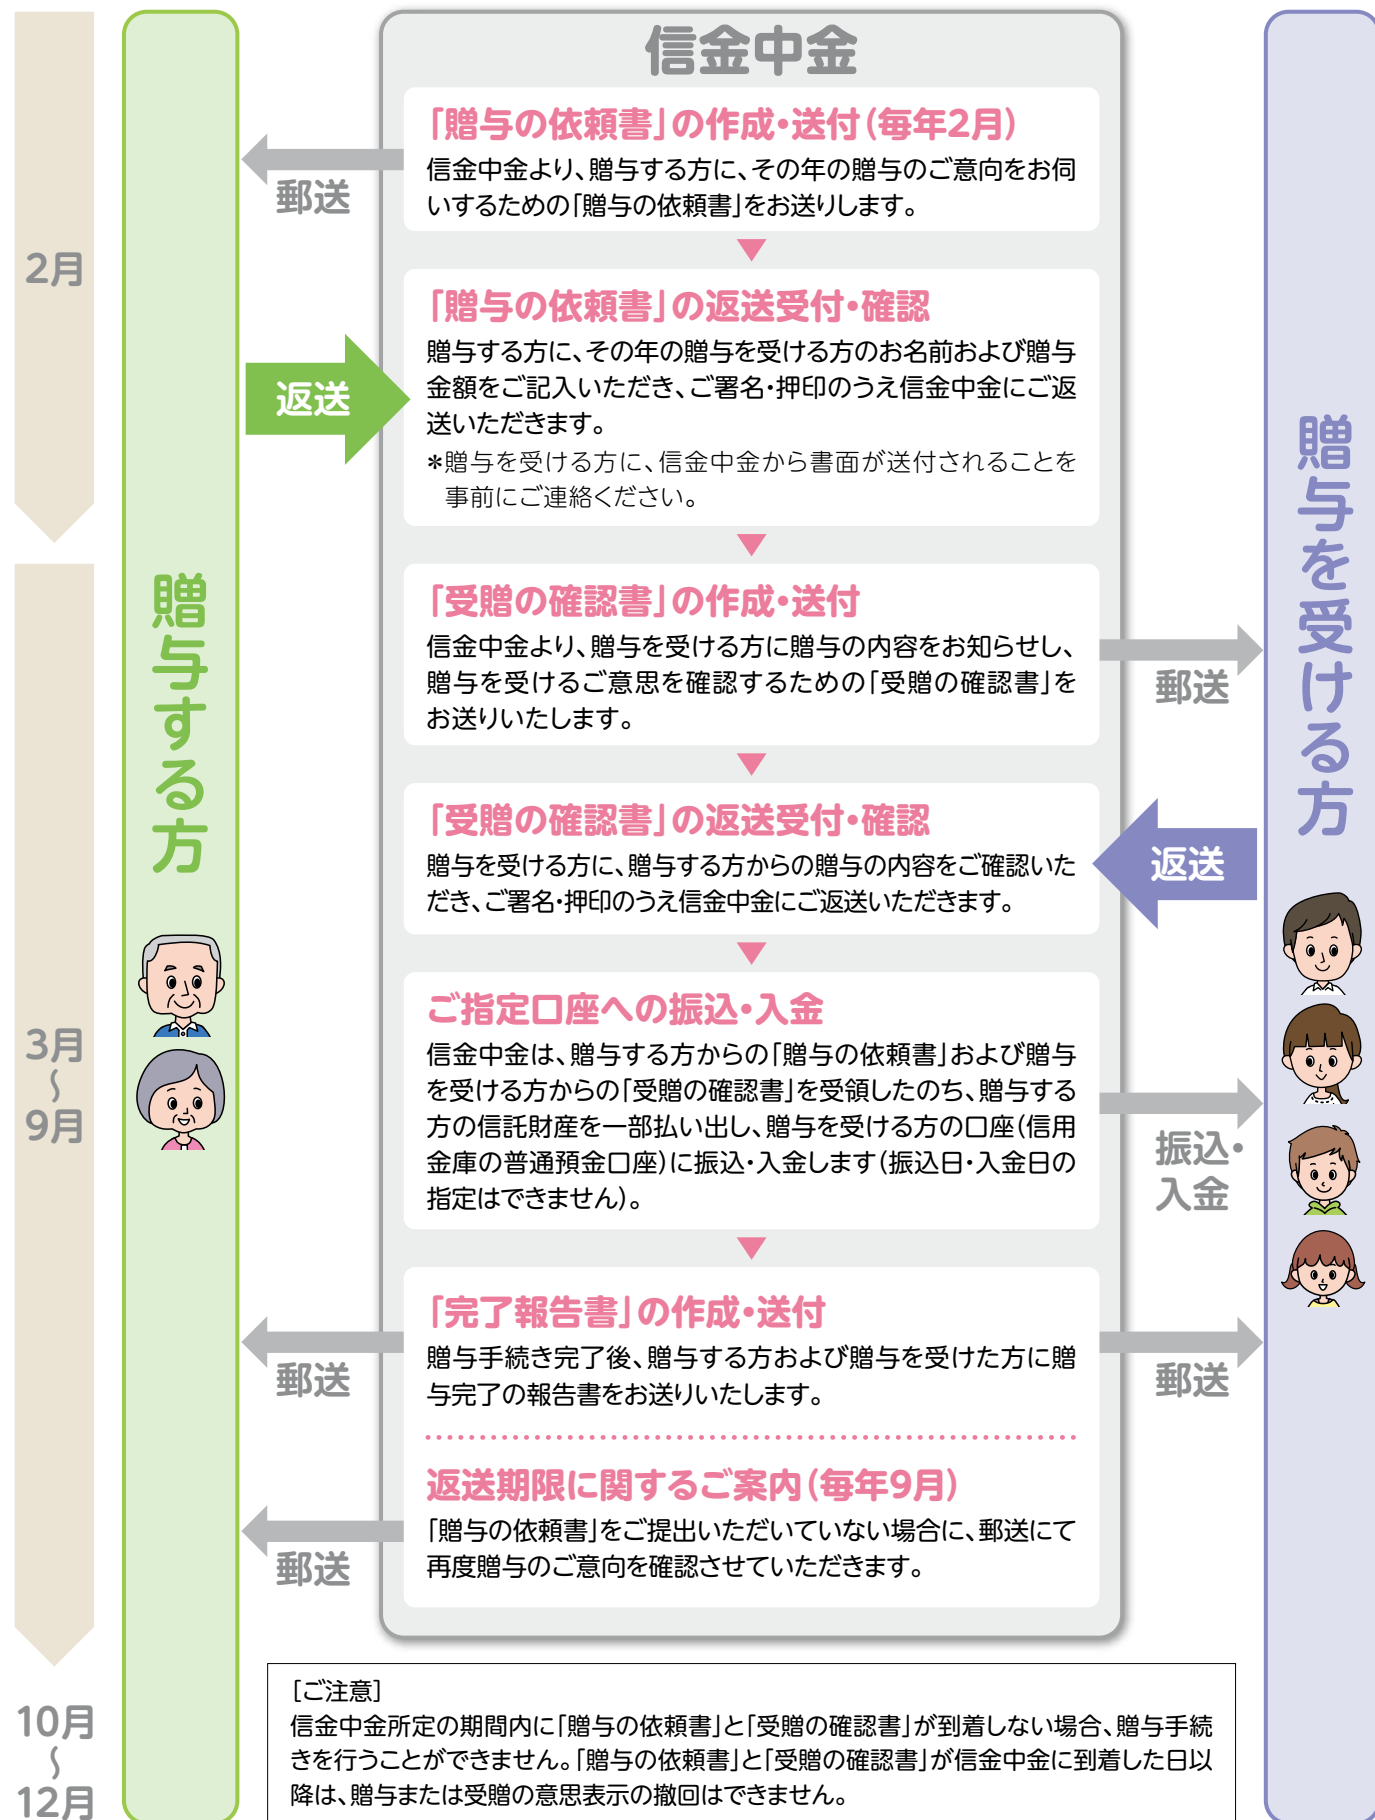 信金中金
「贈与の依頼書」の作成・送付(毎年2月)
信金中金より、贈与する方に、その年の贈与のご意向をお伺
いするための「贈与の依頼書」をお送りします。
郵送
2月
「贈与の依頼書」の返送受付・確認
贈与する方に、その年の贈与を受ける方のお名前および贈与
金額をご記入いただき、ご署名・押印のうえ信金中金にご返
送いただきます。
*贈与を受ける方に、信金中金から書面が送付されることを
事前にご連絡ください。
返送
贈与する方
贈与を受ける方
「受贈の確認書」の作成・送付
信金中金より、贈与を受ける方に贈与の内容をお知らせし、
贈与を受けるご意思を確認するための「受贈の確認書」を
お送りいたします。
郵送
「受贈の確認書」の返送受付・確認
贈与を受ける方に、贈与する方からの贈与の内容をご確認いた
だき、ご署名・押印のうえ信金中金にご返送いただきます。
返送
3月
〜
9月
ご指定口座への振込・入金
信金中金は、贈与する方からの「贈与の依頼書」および贈与
を受ける方からの「受贈の確認書」を受領したのち、贈与する
方の信託財産を一部払い出し、贈与を受ける方の口座(信用
金庫の普通預金口座)に振込・入金します(振込日・入金日の
指定はできません)。
振込・
入金
「完了報告書」の作成・送付
贈与手続き完了後、贈与する方および贈与を受けた方に贈
与完了の報告書をお送りいたします。
郵送
郵送
返送期限に関するご案内(毎年9月)
「贈与の依頼書」をご提出いただいていない場合に、郵送にて
再度贈与のご意向を確認させていただきます。
郵送
10月
〜
12月
[ご注意]
信金中金所定の期間内に「贈与の依頼書」と「受贈の確認書」が到着しない場合、贈与手続
きを行うことができません。「贈与の依頼書」と「受贈の確認書」が信金中金に到着した日以
降は、贈与または受贈の意思表示の撤回はできません。